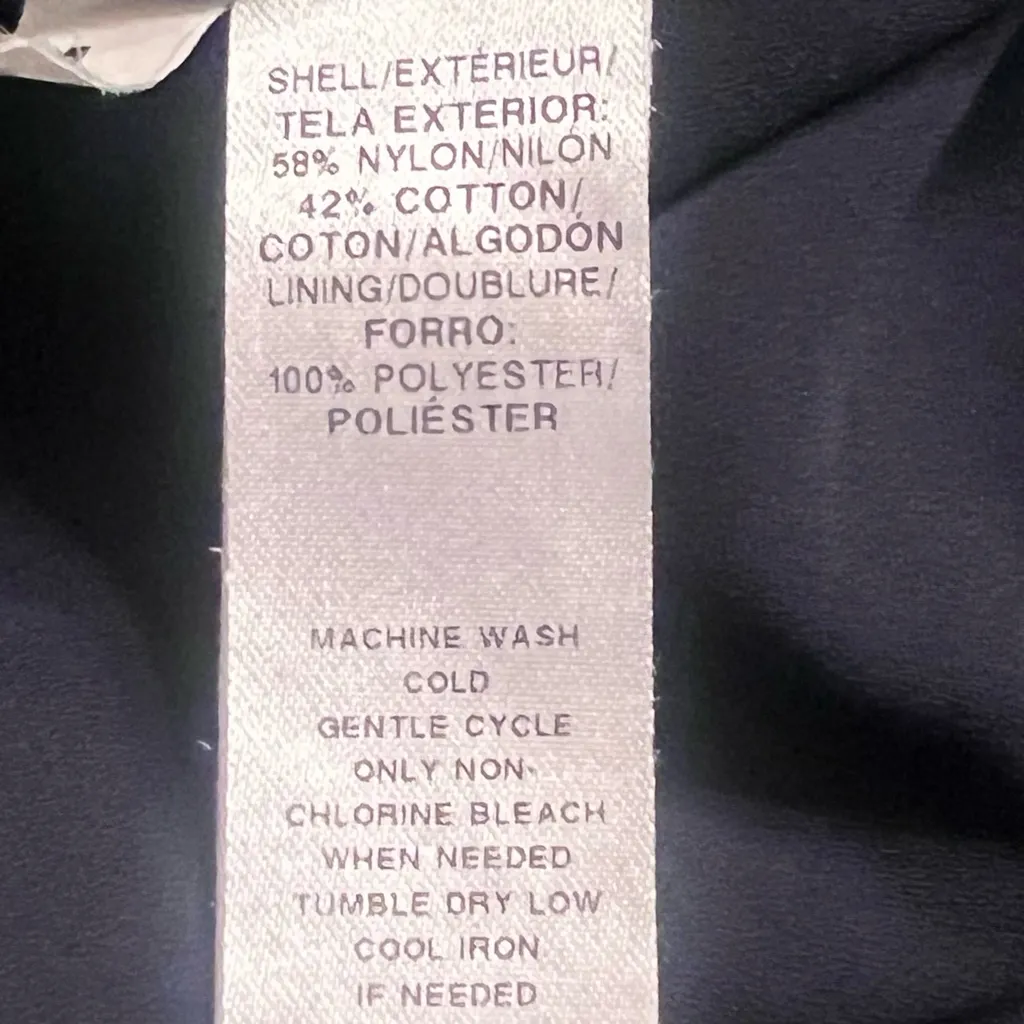 SHELL/EXTÉRIEUR/
TELA EXTERIOR:
58% NYLON/NILÓN
42% COTTON/
COTON/ALGODÓN
LINING/DOUBLURE/
FORRO:
100% POLYESTER/
POLIÉSTER
MACHINE WASH
COLD
GENTLE CYCLE
ONLY NON-
CHLORINE BLEACH
WHEN NEEDED
TUMBLE DRY LOW
COOL IRON
IF NEEDED